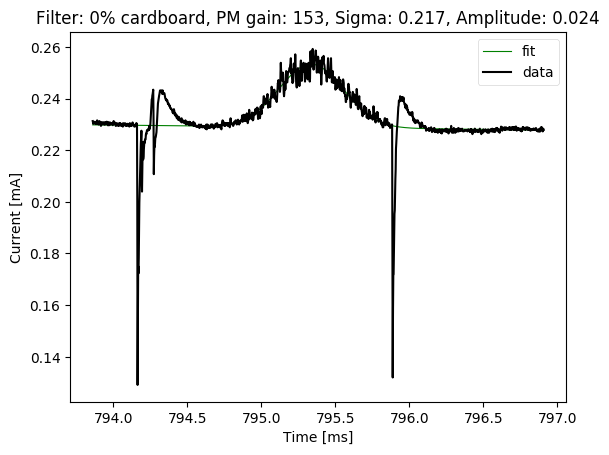 Filter: 0% cardboard, PM gain: 153, Sigma: 0.217, Amplitude: 0.024
fit
data
0.26
0.24
0.22
0.20
0.18
0.16
0.14
Current [mA]
794.0 794.5 795.0 795.5 796.0 796.5 797.0
Time [ms]